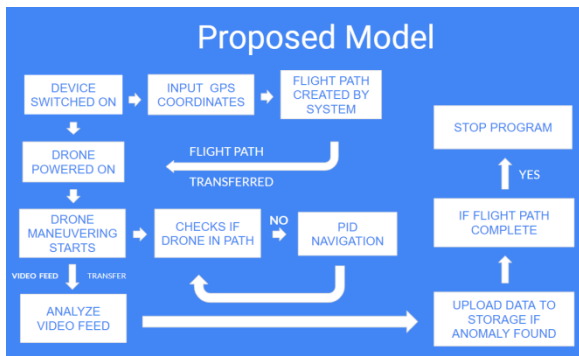 Proposed Model
DEVICE
SWITCHED ON
INPUT GPS
COORDINATES
FLIGHT PATH
CREATED BY
SYSTEM
STOP PROGRAM
DRONE
POWERED ON
FLIGHT PATH
TRANSFERRED
YES
DRONE
MANEUVERING
STARTS
CHECKS IF
DRONE IN PATH
NO
PID
NAVIGATION
IF FLIGHT PATH
COMPLETE
VIDEO FEED TRANSFER
ANALYZE
VIDEO FEED
UPLOAD DATA TO
STORAGE IF
ANOMALY FOUND